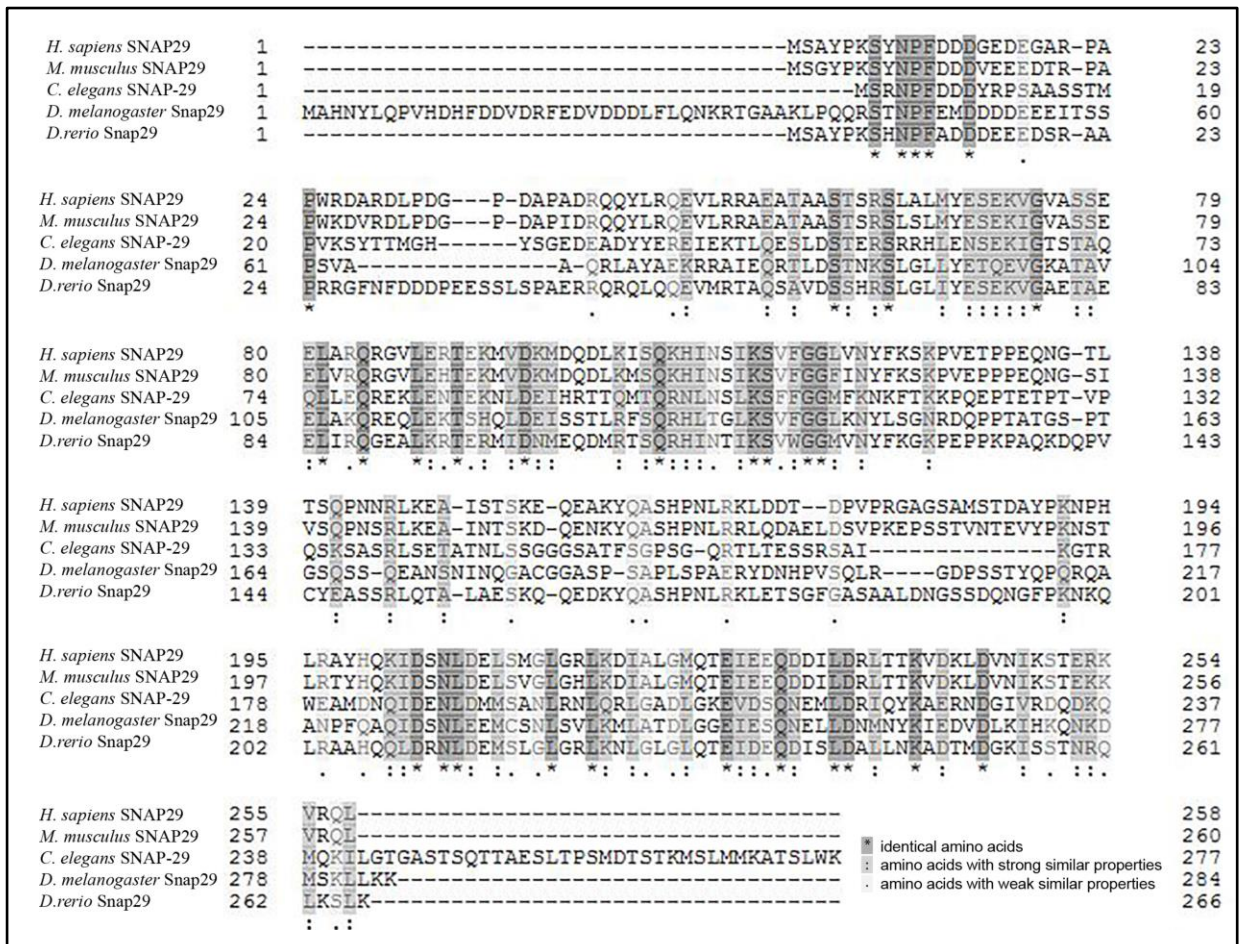 H. sapiens SNAP29 1 ------------------------------------MSAYPKSYNPFDDDGEDEGARP-PA 23
M. musculus SNAP29 1 ------------------------------------MSGYPKSYNPFDDDVEEEDTR-PA 23
C. elegans SNAP-29 1 -----------------------------------------MSRNPFDDDYRPSAASSTM 19
D. melanogaster Snap29 1 MAHNYLQPVHDHFDDVDRFEDVDDDDLFLQNKRTGAAKLPQQRSTNPFEMDDDDEEITSS 60
D.rerio Snap29 1 ------------------------------------MSAYPKSHNPFADDDEEEDSR-AA 23
* *** * .
H. sapiens SNAP29 24 PWRDARDLPDG---P-DAPADRQQYLRQEVLRRAEATAASTSRSLALMYESEKVGVASSE 79
M. musculus SNAP29 24 PWKDVRDLPDG---P-DAPIDRQQYLRQEVLRRAEATAASTSRSLSLMYESEKVGVASSE 79
C. elegans SNAP-29 20 PVKSYTTMGH------YSGEDEADYYEREIEKTLQESLDSTERSRRHLENSEKIGTSTAQ 73
D. melanogaster Snap29 61 PSVA---------------A--QRLAYAEKRRAIEQRTLDSTNKSLGLLYETQEVGKATAV 104
D.rerio Snap29 24 PRRGFNFDDDPEESSLSPAERRQRQLQQEVMRTAQSAVDSSHRSLGLIYESEKVGAETAE 83
* . .: : : * : * : :::::* ::
H. sapiens SNAP29 80 ELARQRGVLERTEKMVDKMDQDLKISQKHINSIKSVFGGLVNYFKSKPVETPPEQNG-TL 138
M. musculus SNAP29 80 ELVRQRGVLEHTEKMVDKMDQDLKMSQKHINSIKSVFGGFINYFKSKPVEPPPEQNG-SI 138
C. elegans SNAP-29 74 QLLEQREKLENTEKNLDEIHRTTQMTQRNLNSLKSFFGGMFKNKFTKKPQEPTETPT-VP 132
D. melanogaster Snap29 105 ELAKQREQLEKTSHQLDEISSTLRFSQRHLTGLKSVFGGLKNYLSGNRDQPPTATGS-PT 163
D.rerio Snap29 84 ELIRQGEALKRTERMIDNMEQDMRTSQRHINTIKSVWGGMVNYFKGKPEPPKPAQKDQPV 143
:* . * *:.*.: :*:: : :*:::. :**. ** : : :
H. sapiens SNAP29 139 TSQPNNRLKEA-ISTSKE-QEAKYQASHPNLRKLDDT--DPVPRGAGSAMSTDAYPKNPH 194
M. musculus SNAP29 139 VSQPNSRLKEA-INTSKD-QENKYQASHPNLRRLQDAELDSVPKEPSSTVNTEVYPKNST 196
C. elegans SNAP-29 133 QSKSASRLSETATNLSSGGGSATFSGPSG-QRTLTESSRSAI--------------KGTR 177
D. melanogaster Snap29 164 GSQSS-QEANSNINQGACGGASP-SAPLSPAERYDNHPVSQLR----GDPSSTYQPQRQA 217
D.rerio Snap29 144 CYEASSRLQTA-LAESKQ-QEDKYQASHPNLRKLETSGFGASAALDNGSSDQNGFPKNKQ 201
: : : . .. . . :
H. sapiens SNAP29 195 LRAYHQKIDSNLDELSMGLGRLKDIALGMQTEIEEQDDILDRLTTKVDKLDVNIKSTERK 254
M. musculus SNAP29 197 LRTYHQKIDSNLDELSVGLGHLKDIALGMQTEIEEQDDILDRLTTKVDKLDVNIKSTEKK 256
C. elegans SNAP-29 178 WEAMDNQIDENLDMMSANLRNLQRLGADLGKEVDSQNEMLDRIQYKAERNDGIVRDQDKQ 237
D. melanogaster Snap29 218 ANPFQAQIDSNLEEMCSNLSVLKMLATDLGGEIESQNELLDNMNYKIEDVDLKIHKQNKD 277
D.rerio Snap29 202 LRAAHQQLDRNLDEMSLGLGRLKNLGLGLQTEIDEQDISLDALLNKADTMDGKISSTNRQ 261
. . ::* **: :. .* *: :. .: *::.*: ** : * : * : . ::.
H. sapiens SNAP29 255 VRQL------------------------------------ 258
M. musculus SNAP29 257 VRQL------------------------------------ 260
C. elegans SNAP-29 238 MQKILGTGASTSQTTAESLTPSMDTSTKMSLMMKATSLWK 277
D. melanogaster Snap29 278 MSKLLKK--------------------------------- 284
D.rerio Snap29 262 LKSLK----------------------------------- 266
: .:
* identical amino acids
: amino acids with strong similar properties
. amino acids with weak similar properties